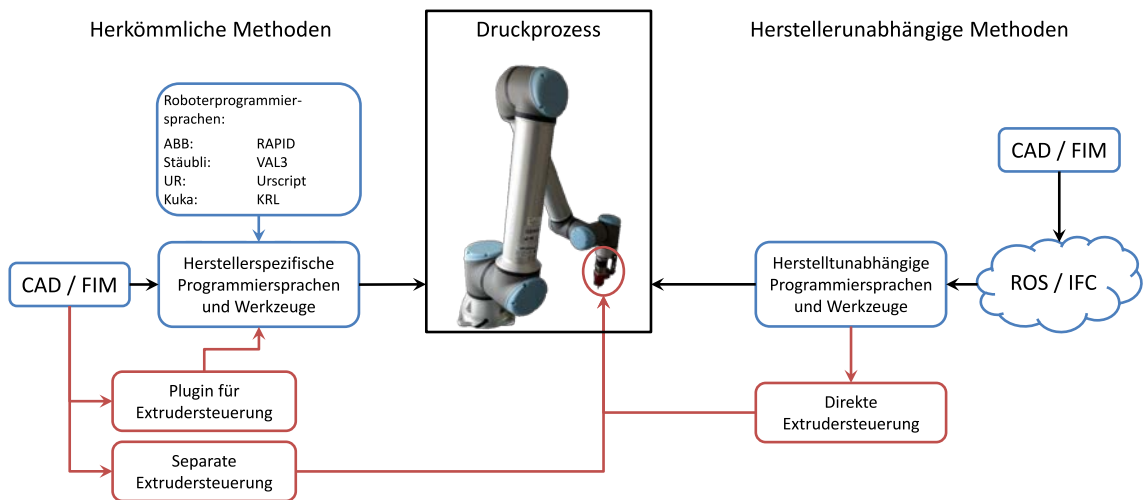 Herkömmliche Methoden
Druckprozess
Herstellerunabhängige Methoden
Roboterprogrammier-
sprachen:
ABB: RAPID
Stäubli: VAL3
UR: Urscript
Kuka: KRL
CAD / FIM
Herstellerspezifische
Programmiersprachen
und Werkzeuge
Plugin für
Extrudersteuerung
Separate
Extrudersteuerung
CAD / FIM
ROS / IFC
Herstelltunabhängige
Programmiersprachen
und Werkzeuge
Direkte
Extrudersteuerung